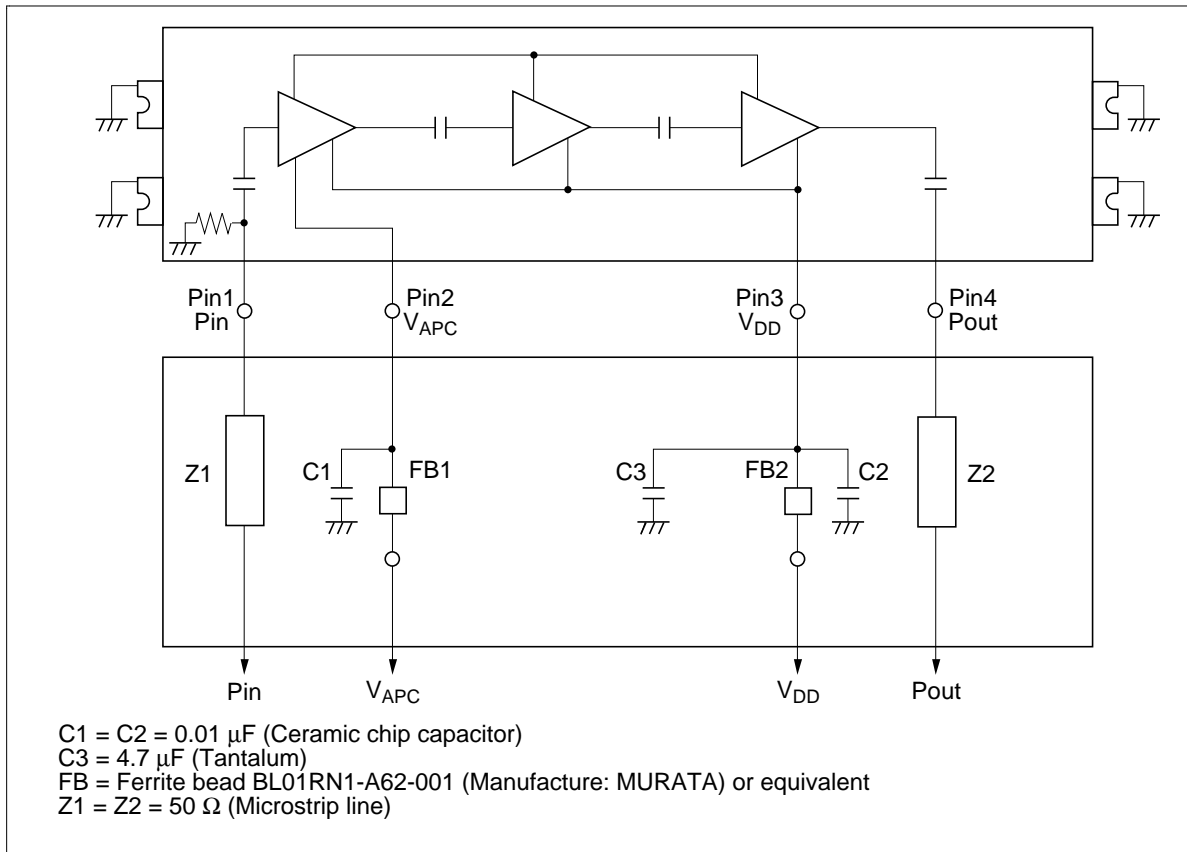 Pin1 Pin2 Pin3 Pin4
Pin VAPC VDD Pout
Z1 C1 FB1 C3 FB2 C2 Z2
Pin VAPC VDD Pout
C1 = C2 = 0.01 µF (Ceramic chip capacitor)
C3 = 4.7 µF (Tantalum)
FB = Ferrite bead BL01RN1-A62-001 (Manufacture: MURATA) or equivalent
Z1 = Z2 = 50 Ω (Microstrip line)